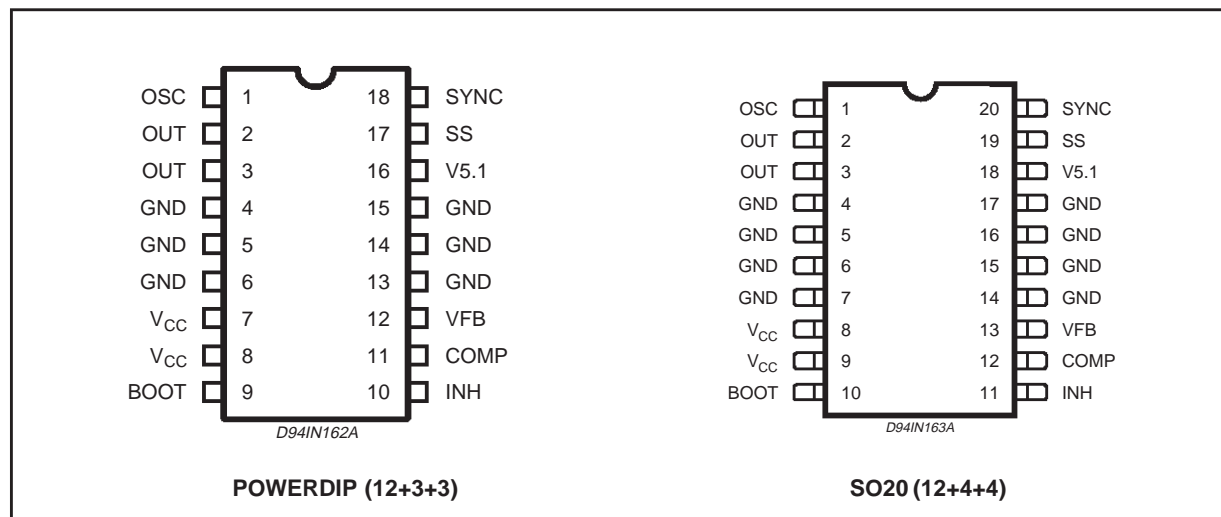 OSC 1 18 SYNC
OUT 2 17 SS
OUT 3 16 V5.1
GND 4 15 GND
GND 5 14 GND
GND 6 13 GND
VCC 7 12 VFB
VCC 8 11 COMP
BOOT 9 10 INH
D94IN162A
POWERDIP (12+3+3)
OSC 1 20 SYNC
OUT 2 19 SS
OUT 3 18 V5.1
GND 4 17 GND
GND 5 16 GND
GND 6 15 GND
GND 7 14 GND
VCC 8 13 VFB
VCC 9 12 COMP
BOOT 10 11 INH
D94IN163A
SO20 (12+4+4)